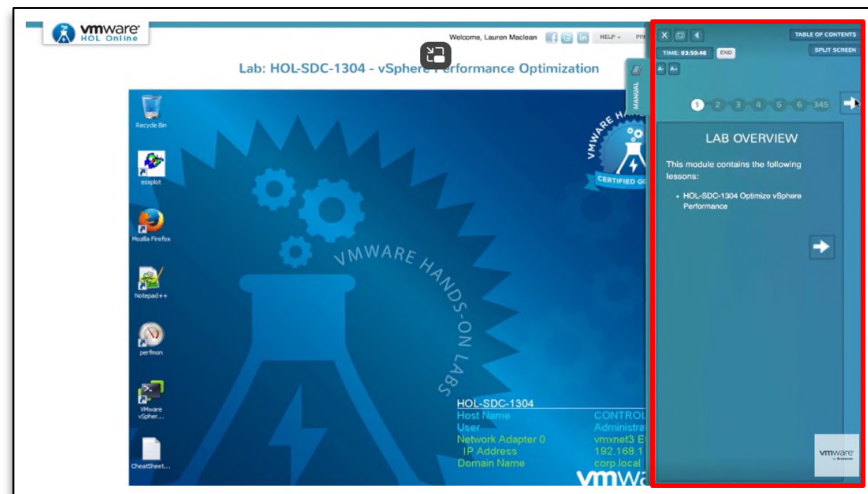 vmware
HOL Online
Welcome, Lauren Maclean
HELP
Lab: HOL-SDC-1304 - vSphere Performance Optimization
MANUAL
TABLE OF CONTENTS
SPLIT SCREEN
TIME: 03:59:46 END
A- A+
1 2 3 4 5 6 345
LAB OVERVIEW
This module contains the following
lessons:
• HOL-SDC-1304 Optimize vSphere
Performance
Recycle Bin
esxplot
Mozilla Firefox
Notepad++
perfmon
VMware
vSpher...
CheatSheet...
VMWARE HANDS-ON LABS
CERTIFIED
HOL-SDC-1304
Host Name CONTROL
User Administra
Network Adapter 0 vmxnet3 E
IP Address 192.168.1
Domain Name corp.local
vmwa
vmware